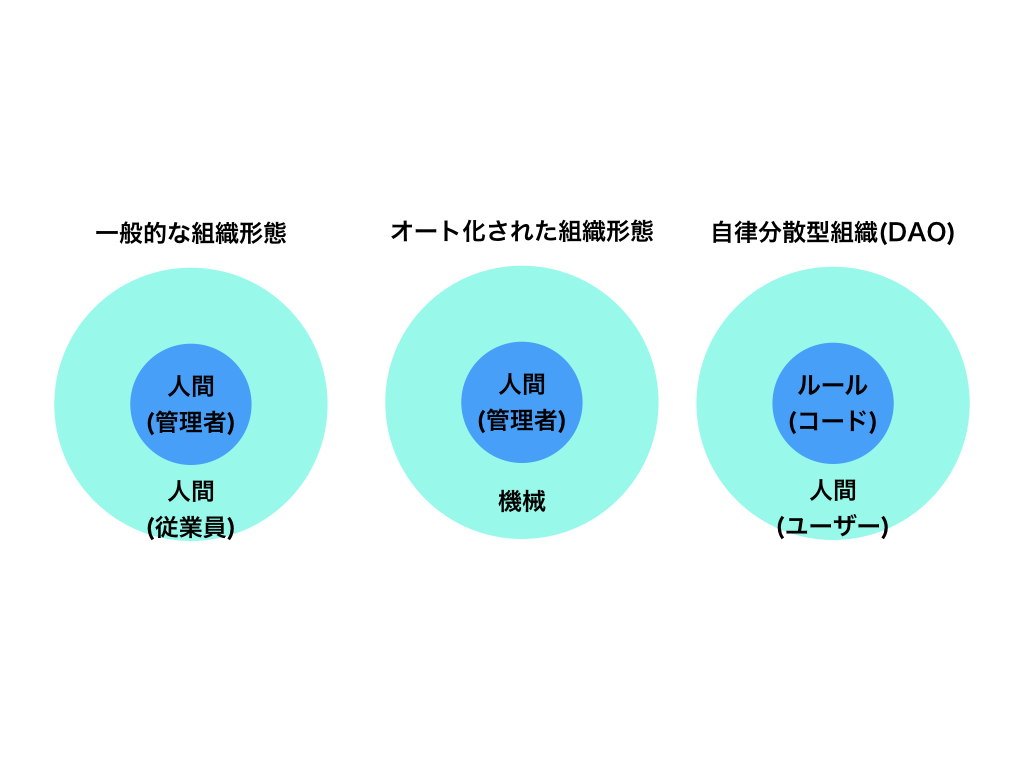 一般的な組織形態
オート化された組織形態
自律分散型組織(DAO)
人間
(管理者)
人間
(従業員)
人間
(管理者)
機械
ルール
(コード)
人間
(ユーザー)